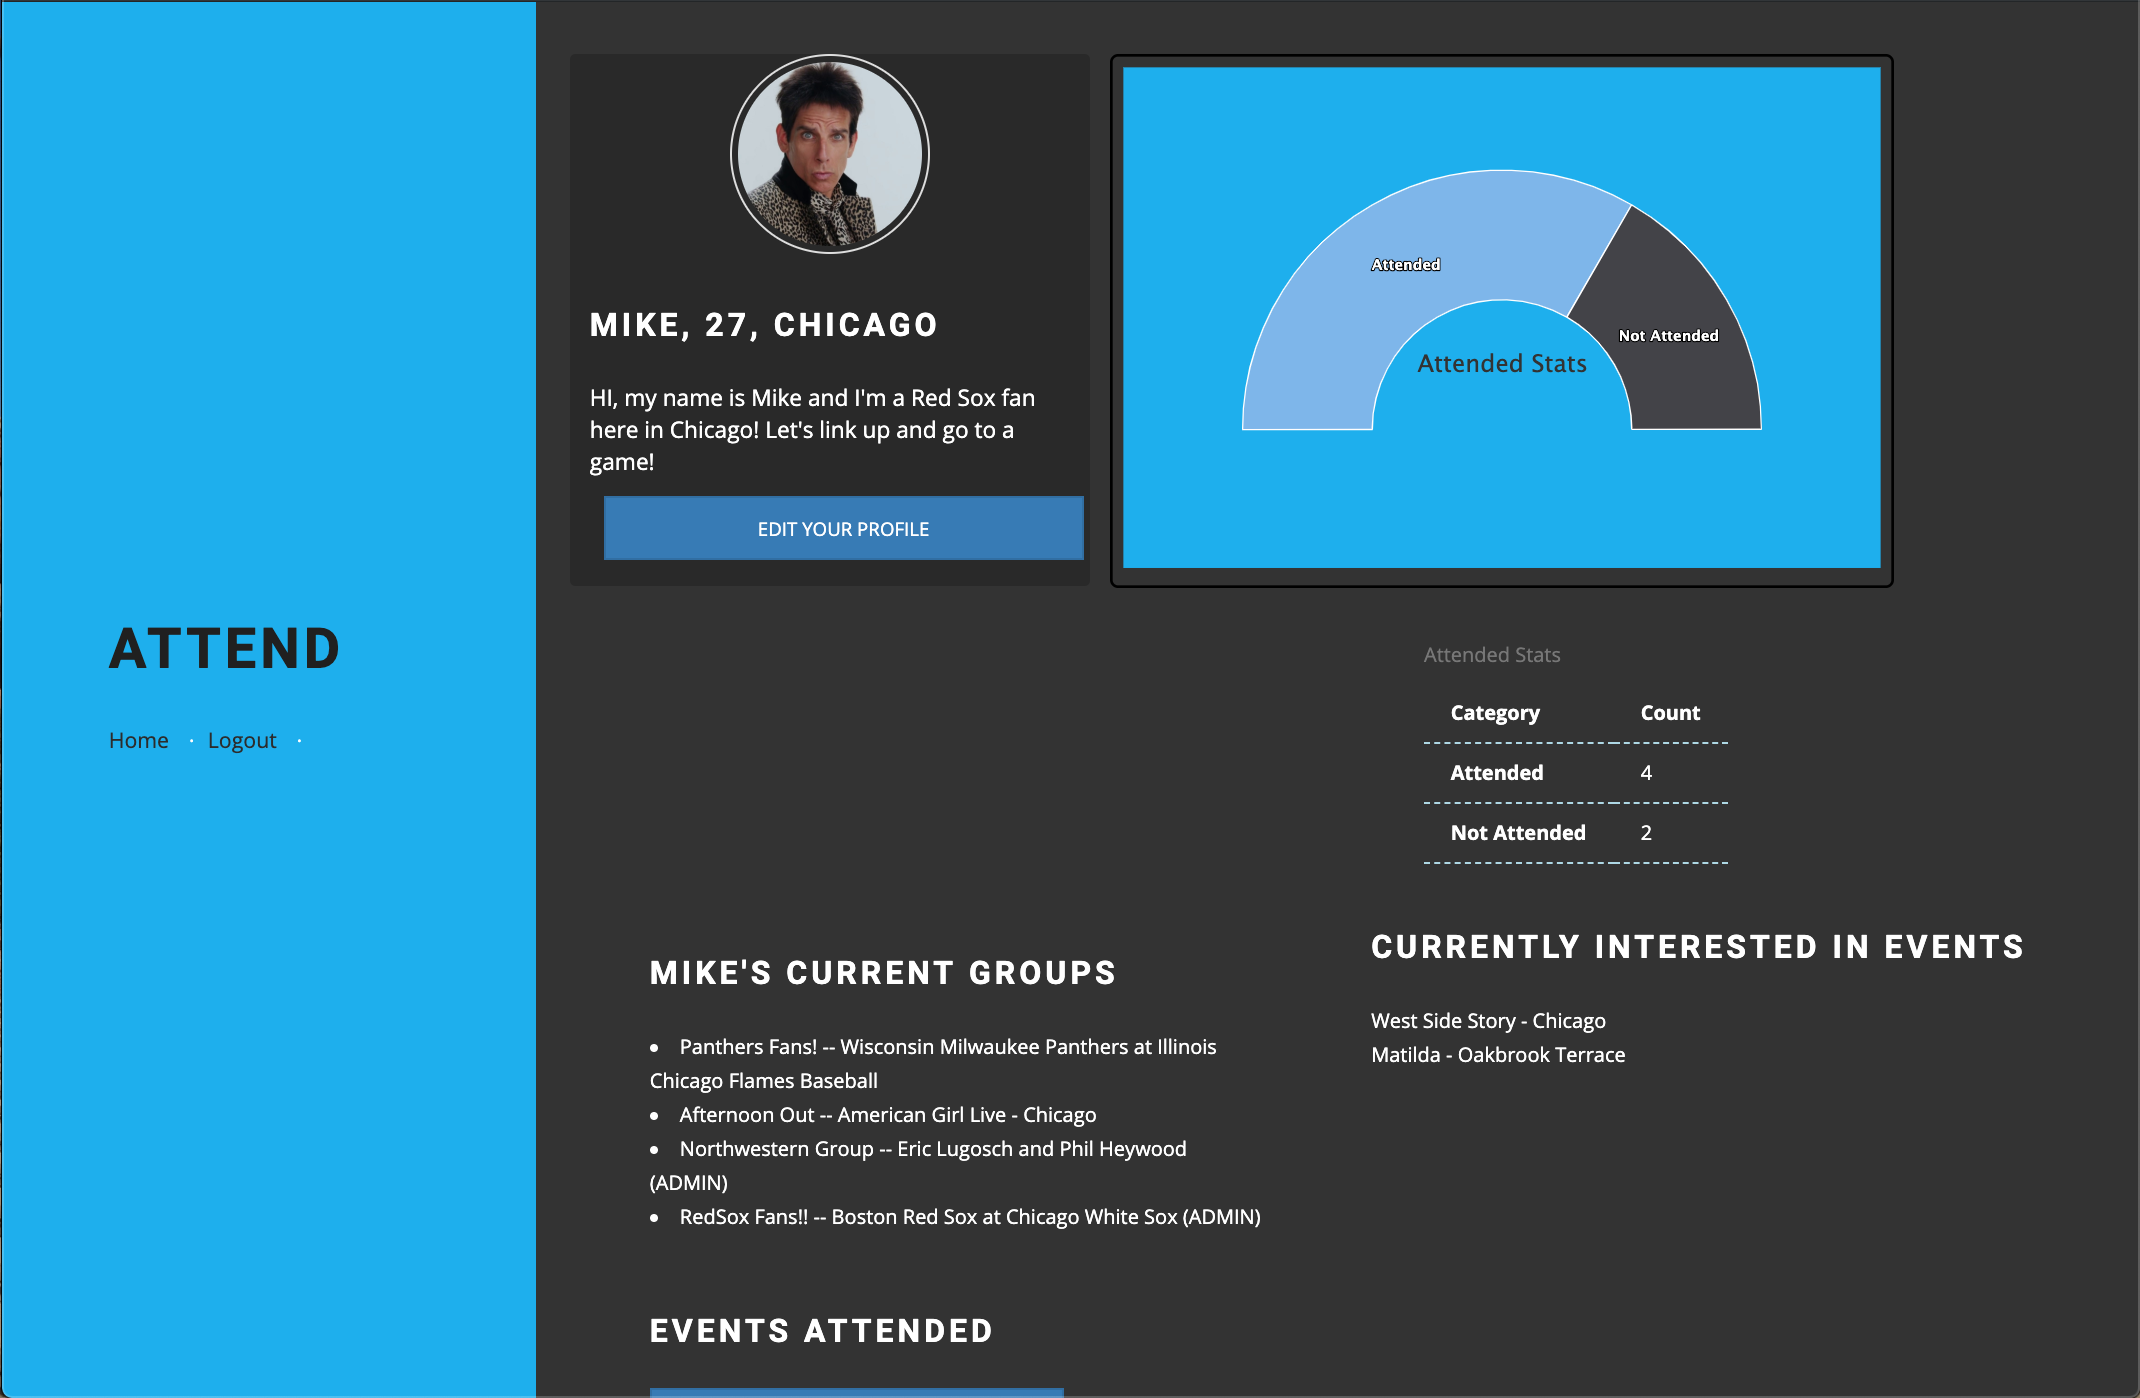 ATTEND
Home · Logout ·
MIKE, 27, CHICAGO
HI, my name is Mike and I'm a Red Sox fan
here in Chicago! Let's link up and go to a
game!
EDIT YOUR PROFILE
Attended
Not Attended
Attended Stats
Attended Stats
Category Count
Attended 4
Not Attended 2
MIKE'S CURRENT GROUPS
• Panthers Fans! -- Wisconsin Milwaukee Panthers at Illinois
Chicago Flames Baseball
• Afternoon Out -- American Girl Live - Chicago
• Northwestern Group -- Eric Lugosch and Phil Heywood
(ADMIN)
• RedSox Fans!! -- Boston Red Sox at Chicago White Sox (ADMIN)
CURRENTLY INTERESTED IN EVENTS
West Side Story - Chicago
Matilda - Oakbrook Terrace
EVENTS ATTENDED